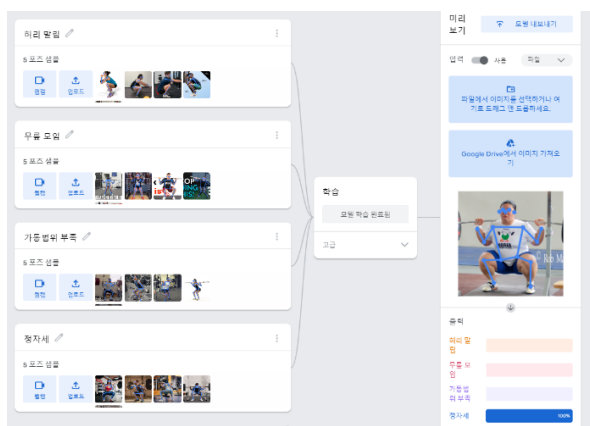 허리 말림
5 포즈 샘플
웹캠
업로드
무릎 모임
5 포즈 샘플
웹캠
업로드
가동범위 부족
5 포즈 샘플
웹캠
업로드
정자세
5 포즈 샘플
웹캠
업로드
학습
모델 학습 완료됨
고급
미리
보기
모델 내보내기
입력
사용
파일
파일에서 이미지를 선택하거나 여
기로 드래그 앤 드롭하세요.
Google Drive에서 이미지 가져오
기
출력
허리 말
림
무릎 모
임
가동범
위 부족
정자세
100%